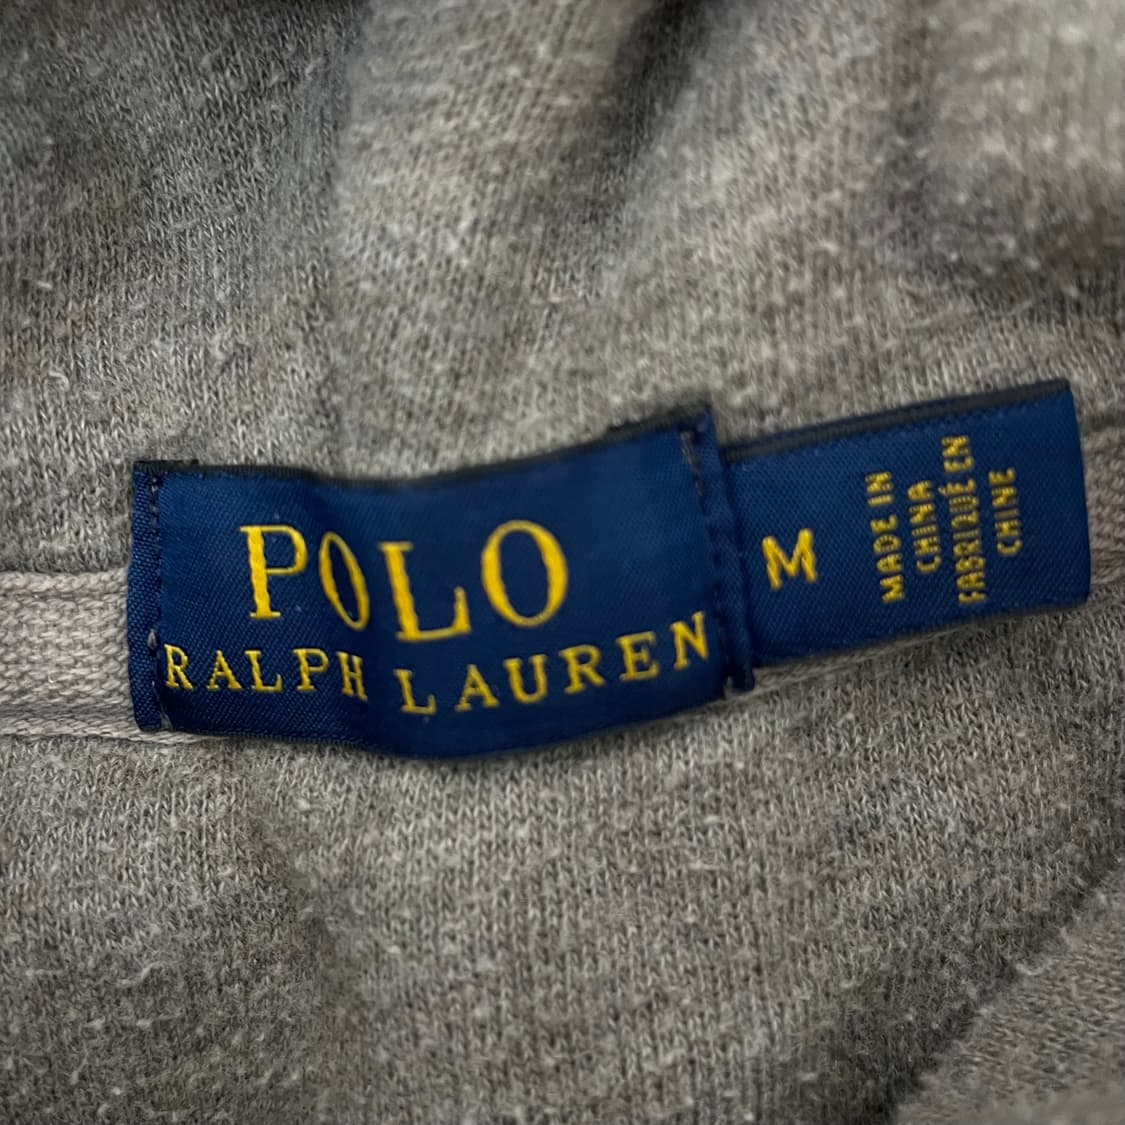 POLO
RALPH LAUREN
M
MADE IN
CHINA
FABRIQUÉ EN
CHINE